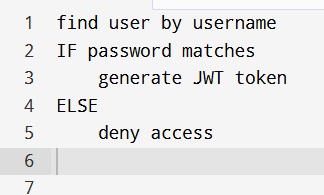 1 find user by username
2 IF password matches
3     generate JWT token
4 ELSE
5     deny access
6
7